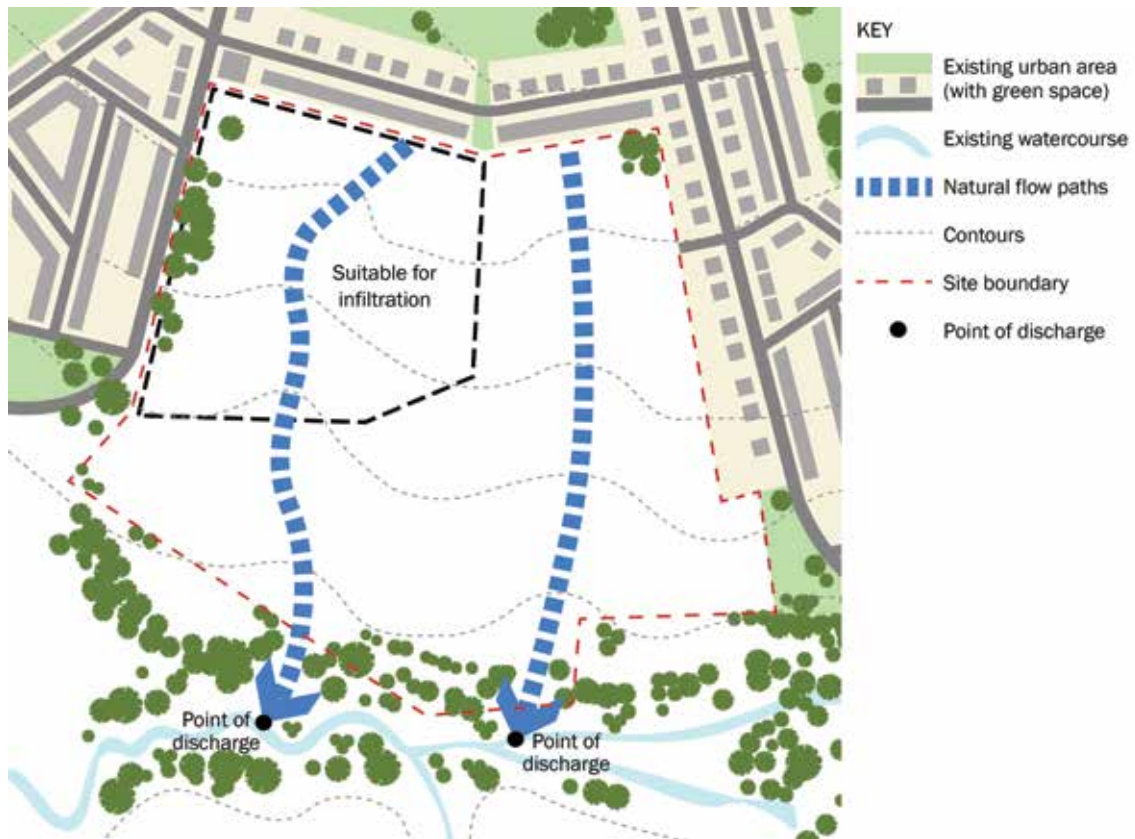 Suitable for
infiltration
Point of
discharge
Point of
discharge
KEY
Existing urban area
(with green space)
Existing watercourse
Natural flow paths
Contours
Site boundary
Point of discharge